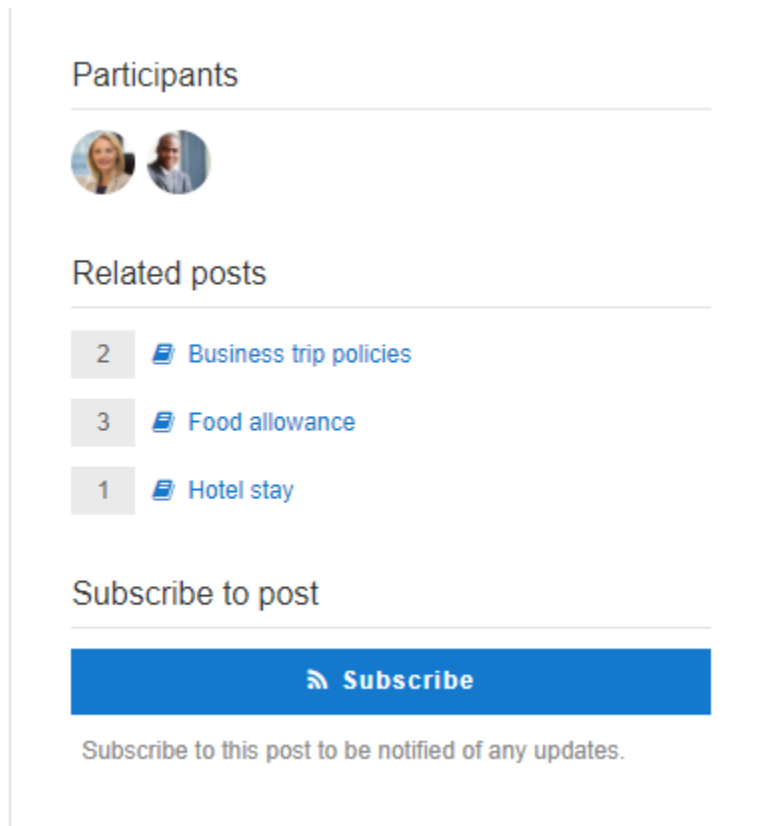 Participants
Related posts
2 Business trip policies
3 Food allowance
1 Hotel stay
Subscribe to post
Subscribe
Subscribe to this post to be notified of any updates.